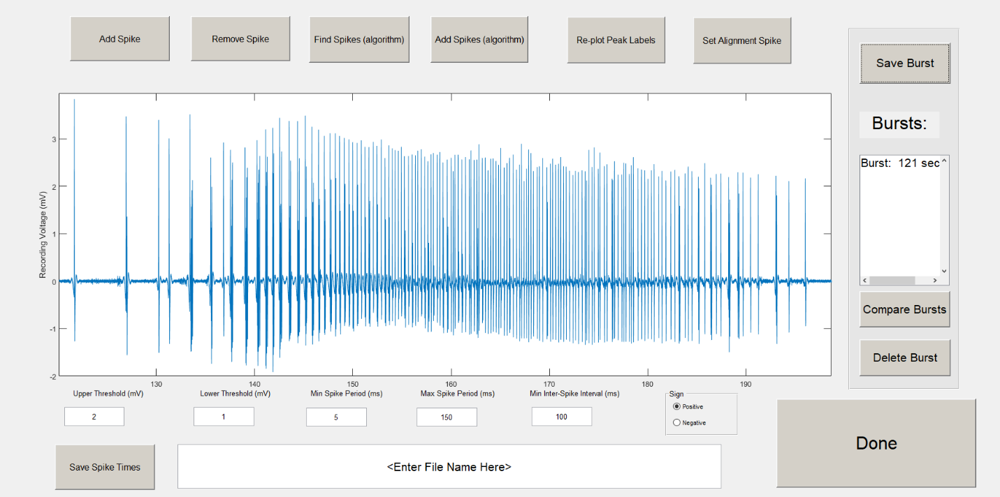 Add Spike
Remove Spike
Find Spikes (algorithm)
Add Spikes (algorithm)
Re-plot Peak Labels
Set Alignment Spike
Save Burst
Bursts:
Burst:  121 sec
Compare Bursts
Delete Burst
Recording Voltage (mV)
3
2
1
0
-1
-2
130
140
150
160
170
180
190
Upper Threshold (mV)
Lower Threshold (mV)
Min Spike Period (ms)
Max Spike Period (ms)
Min Inter-Spike Interval (ms)
2
1
5
150
100
Sign
Positive
Negative
Done
Save Spike Times
<Enter File Name Here>